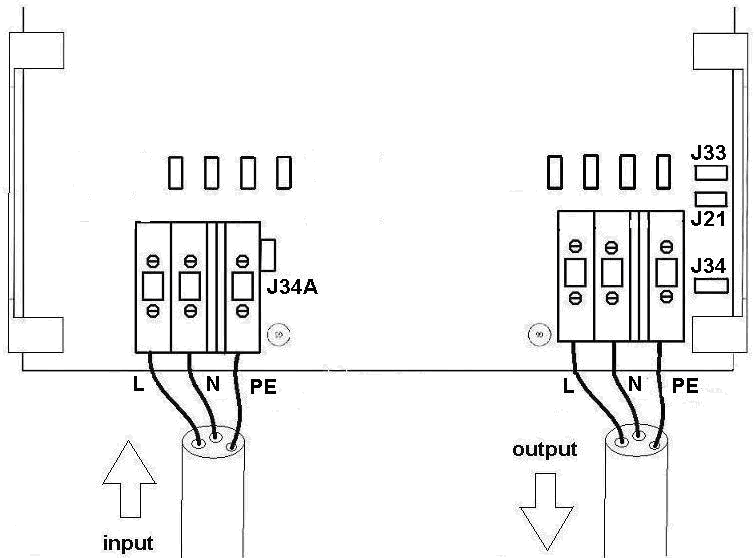 J33
J21
J34A
J34
L N PE
L N PE
output
input